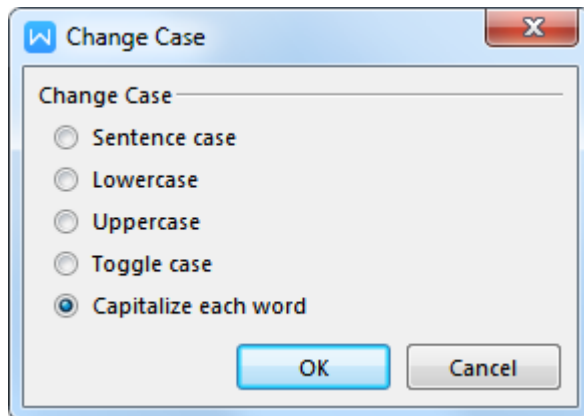 Change Case
Change Case
Sentence case
Lowercase
Uppercase
Toggle case
Capitalize each word
OK Cancel